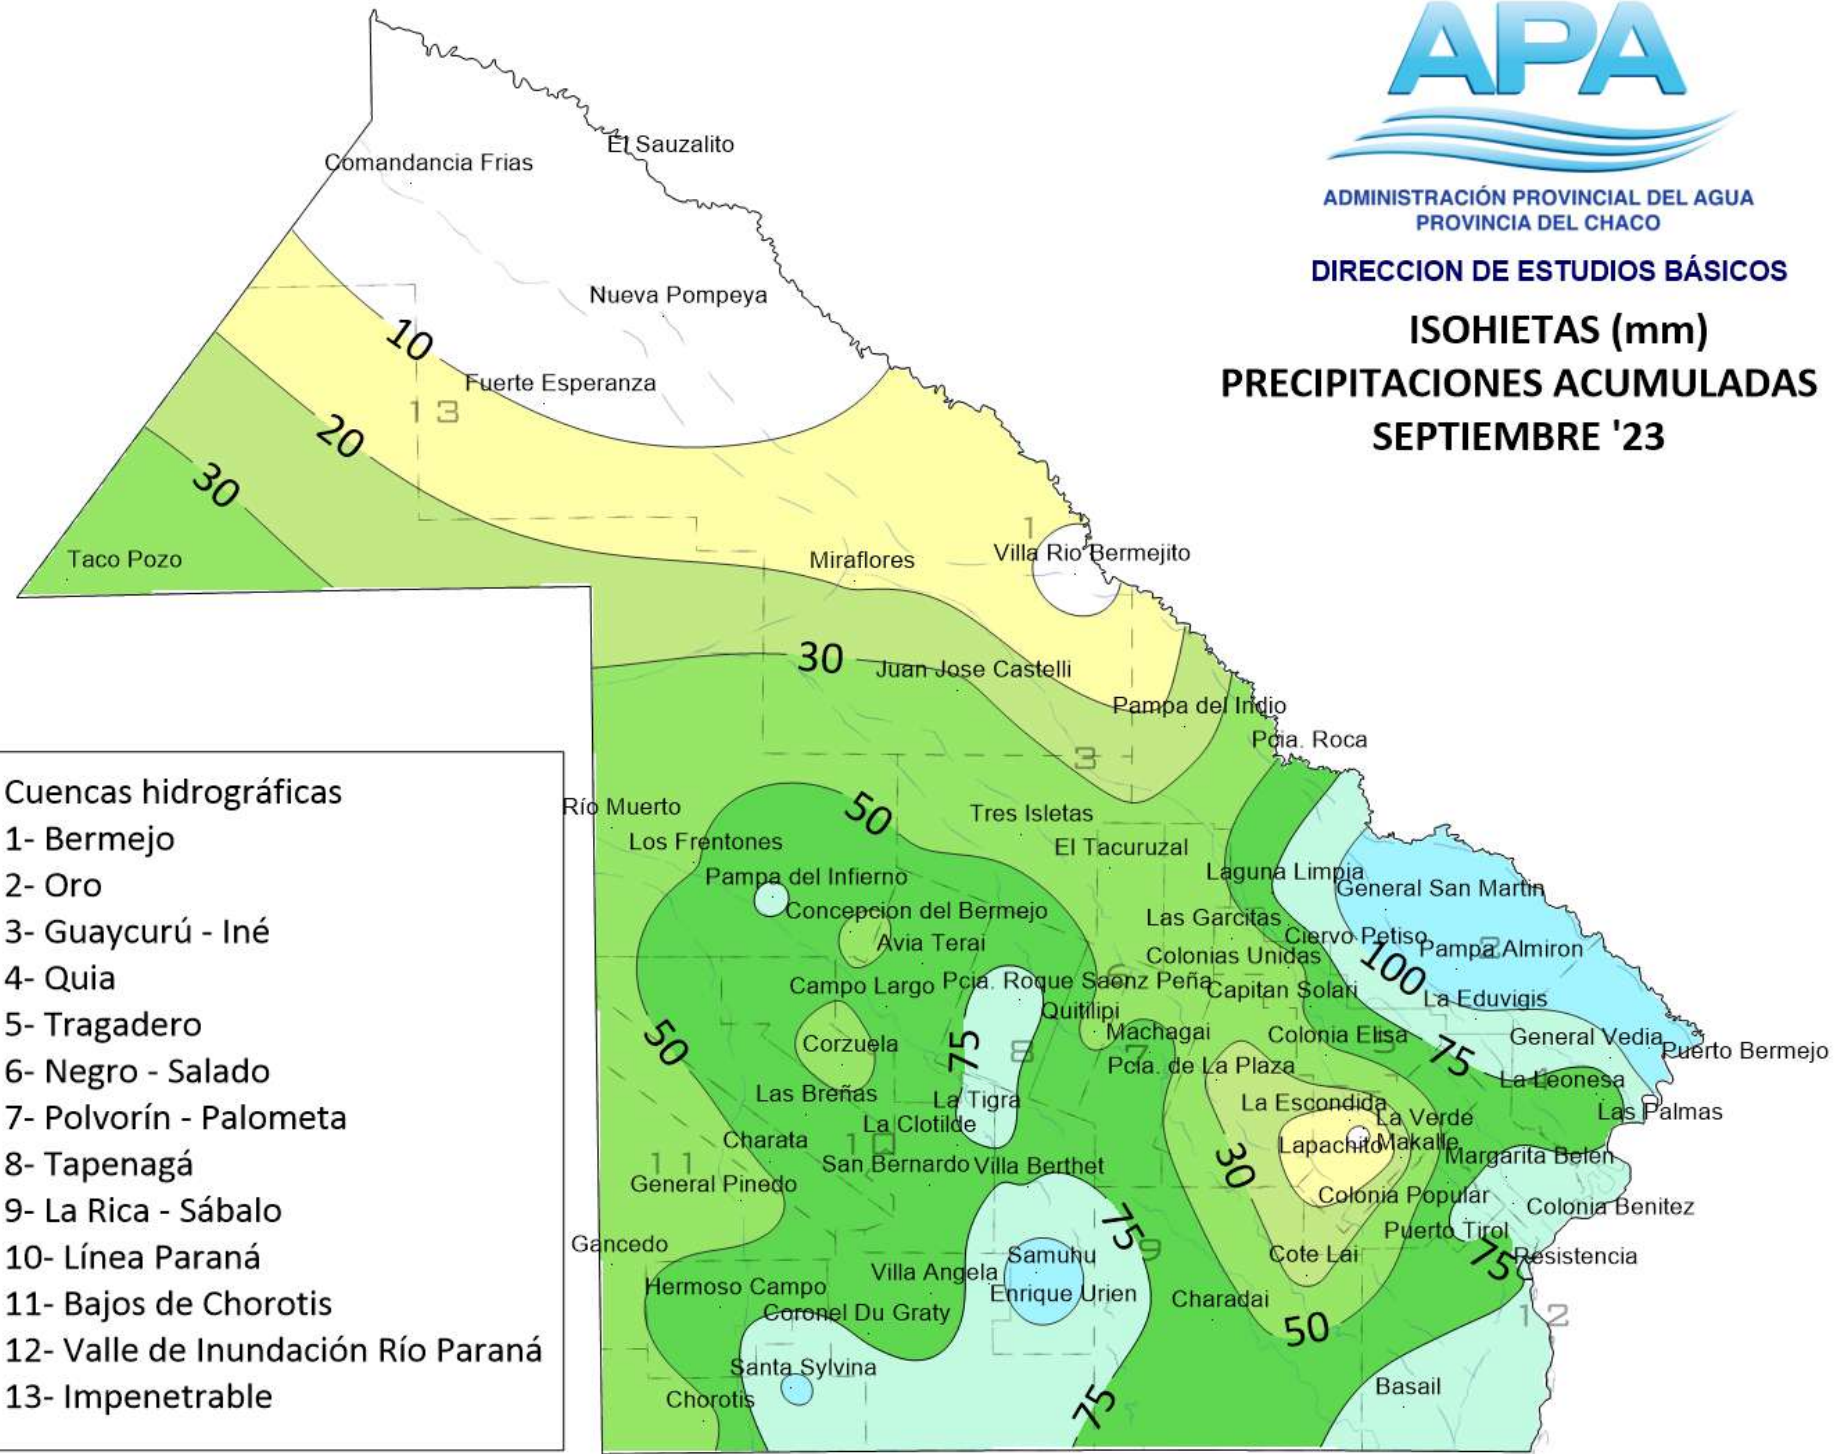 APA
ADMINISTRACIÓN PROVINCIAL DEL AGUA
PROVINCIA DEL CHACO
DIRECCION DE ESTUDIOS BÁSICOS
ISOHIETAS (mm)
PRECIPITACIONES ACUMULADAS
SEPTIEMBRE '23
El Sauzalito
Comandancia Frias
Nueva Pompeya
10
Fuerte Esperanza
13
20
30
1
Villa Rio Bermejito
Taco Pozo
Miraflores
30
Juan Jose Castelli
Pampa del Indio
Pcia. Roca
3
Río Muerto
50
Tres Isletas
Los Frentones
El Tacuruzal
Pampa del Infierno
Laguna Limpia
General San Martin
Concepcion del Bermejo
Las Garcitas
Avia Terai
Ciervo Petiso
Pampa Almiron
2
Colonias Unidas
100
Campo Largo
Pcia. Roque Saenz Peña
6
Capitan Solari
La Eduvigis
Quitilipi
Machagai
Colonia Elisa
5
General Vedia
Puerto Bermejo
50
Corzuela
75
8
7
75
Pcia. de La Plaza
4
La Leonesa
Las Breñas
La Tigra
La Escondida
La Verde
Las Palmas
La Clotilde
Charata
10
Lapachito
Makalle
Margarita Belen
11
San Bernardo
Villa Berthet
30
General Pinedo
Colonia Popular
Colonia Benitez
75
Puerto Tirol
Gancedo
Samuhu
9
Cote Lai
75
Resistencia
Villa Angela
Hermoso Campo
Enrique Urien
Charadai
Coronel Du Graty
50
12
Santa Sylvina
Basail
Chorotis
75
Cuencas hidrográficas
1- Bermejo
2- Oro
3- Guaycurú - Iné
4- Quia
5- Tragadero
6- Negro - Salado
7- Polvorín - Palometa
8- Tapenagá
9- La Rica - Sábalo
10- Línea Paraná
11- Bajos de Chorotis
12- Valle de Inundación Río Paraná
13- Impenetrable